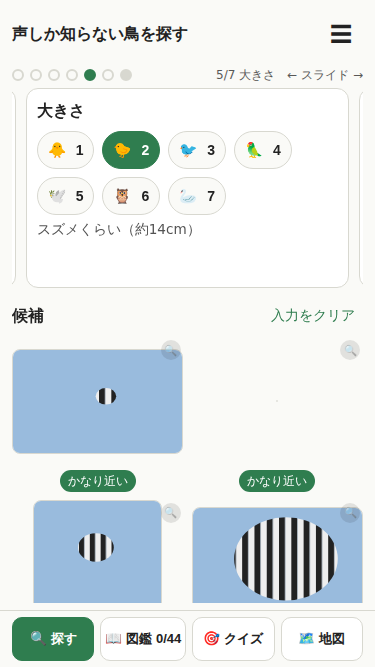 声しか知らない鳥を探す
5/7 大きさ ← スライド →
大きさ
1
2
3
4
5
6
7
スズメくらい（約14cm）
候補
入力をクリア
かなり近い
かなり近い
探す
図鑑 0/44
クイズ
地図